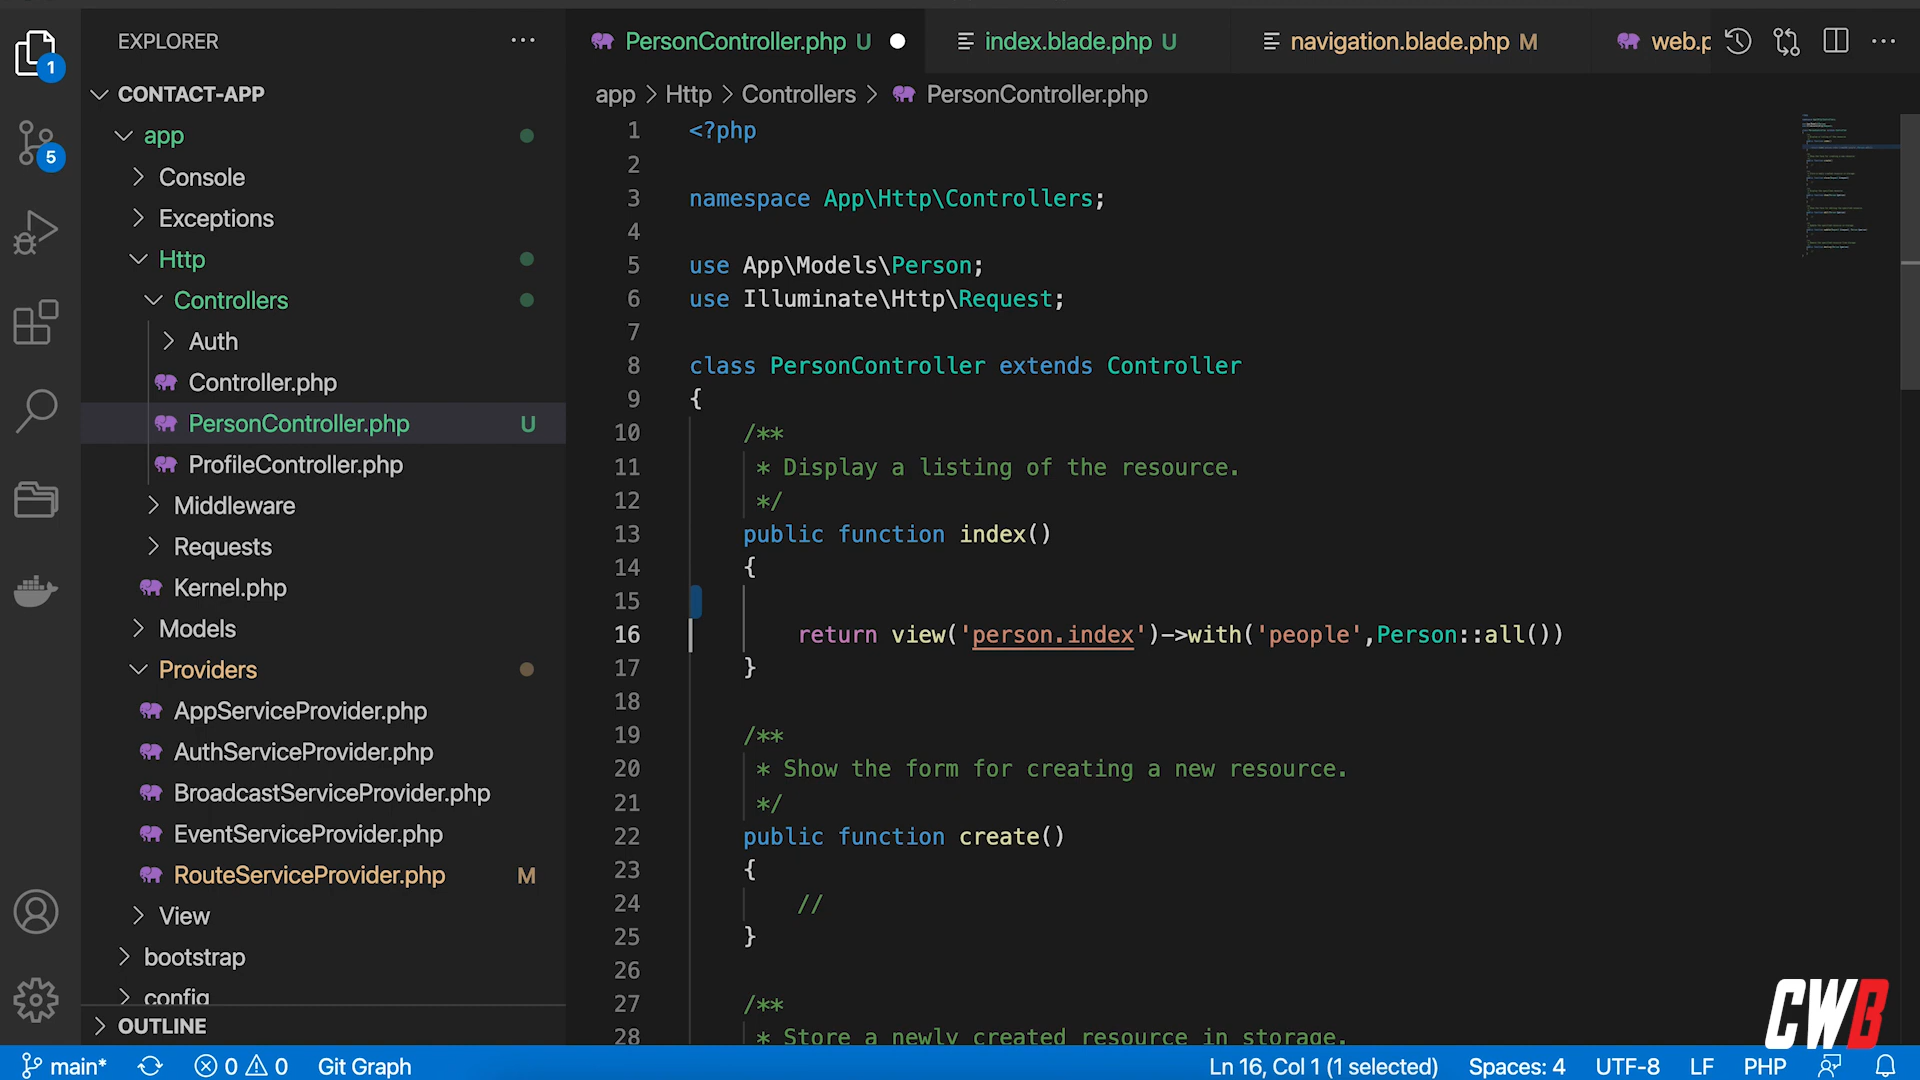 EXPLORER
PersonController.php U
index.blade.php U
navigation.blade.php M
web.p
1
5
CONTACT-APP
app
Console
Exceptions
Http
Controllers
Auth
Controller.php
PersonController.php U
ProfileController.php
Middleware
Requests
Kernel.php
Models
Providers
AppServiceProvider.php
AuthServiceProvider.php
BroadcastServiceProvider.php
EventServiceProvider.php
RouteServiceProvider.php M
View
bootstrap
config
OUTLINE
app > Http > Controllers > PersonController.php
1 <?php
2
3 namespace App\Http\Controllers;
4
5 use App\Models\Person;
6 use Illuminate\Http\Request;
7
8 class PersonController extends Controller
9 {
10 /**
11 * Display a listing of the resource.
12 */
13 public function index()
14 {
15
16 return view('person.index')->with('people',Person::all())
17 }
18
19 /**
20 * Show the form for creating a new resource.
21 */
22 public function create()
23 {
24 //
25 }
26
27 /**
28 * Store a newly created resource in storage.
CWB
main* 0 0 Git Graph Ln 16, Col 1 (1 selected) Spaces: 4 UTF-8 LF PHP